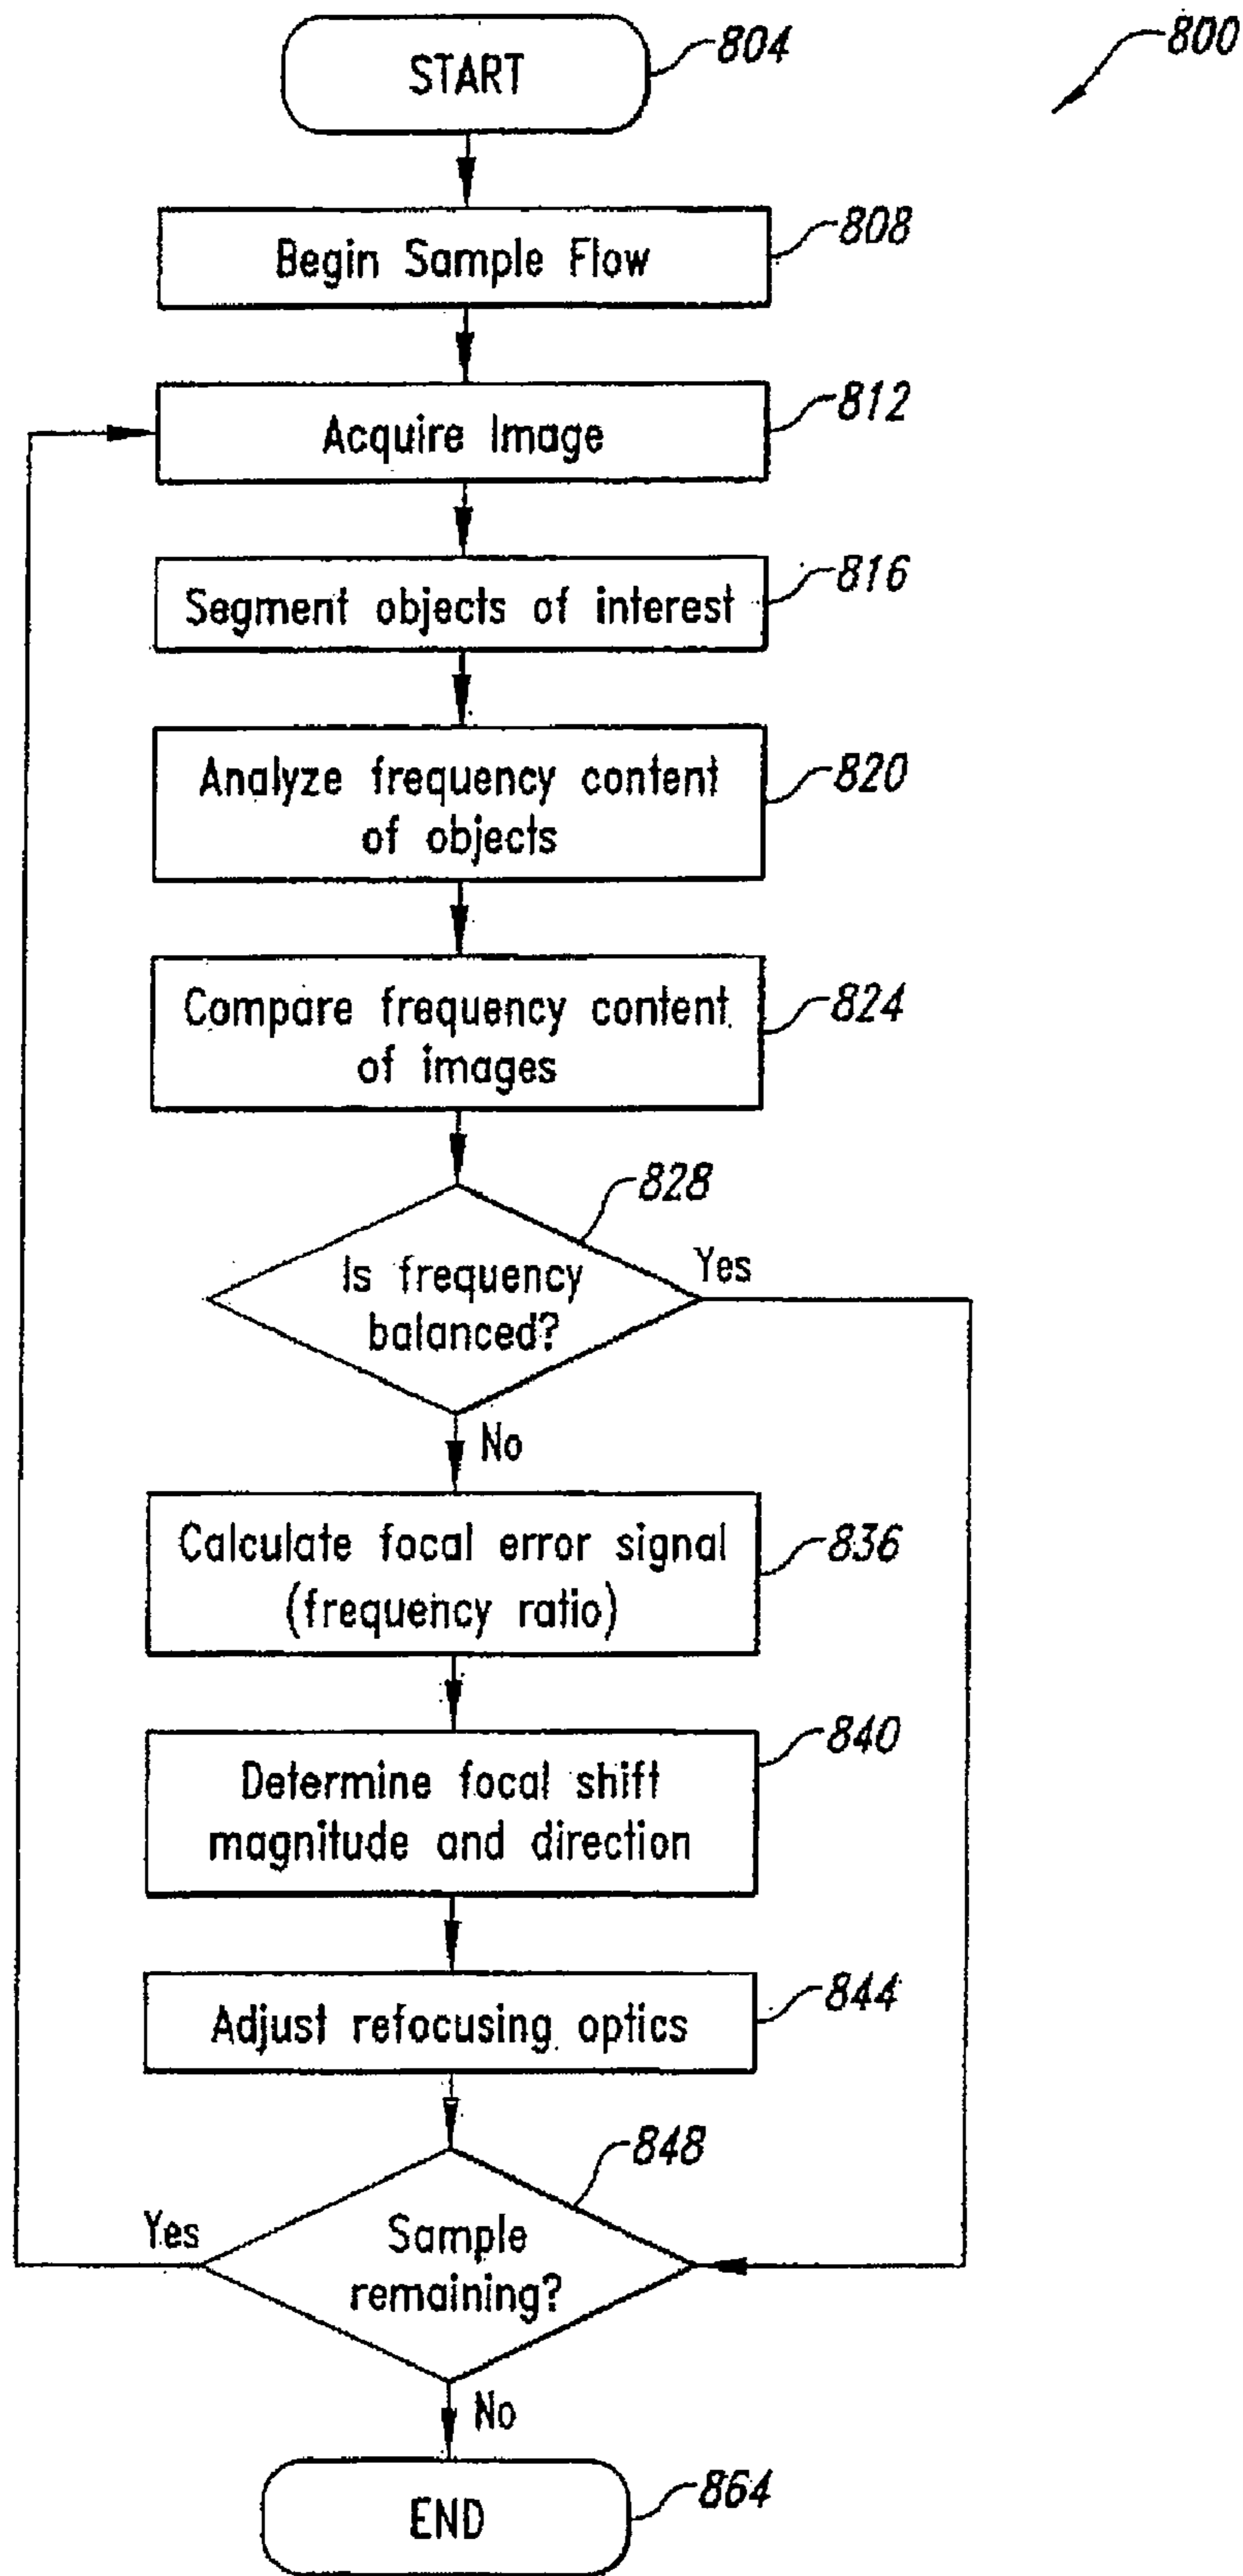 800
START
804
Begin Sample Flow
808
Acquire Image
812
Segment objects of interest
816
Analyze frequency content
of objects
820
Compare frequency content
of images
824
828
Is frequency
balanced?
Yes
No
Calculate focal error signal
(frequency ratio)
836
Determine focal shift
magnitude and direction
840
Adjust refocusing optics
844
848
Sample
remaining?
Yes
No
END
864